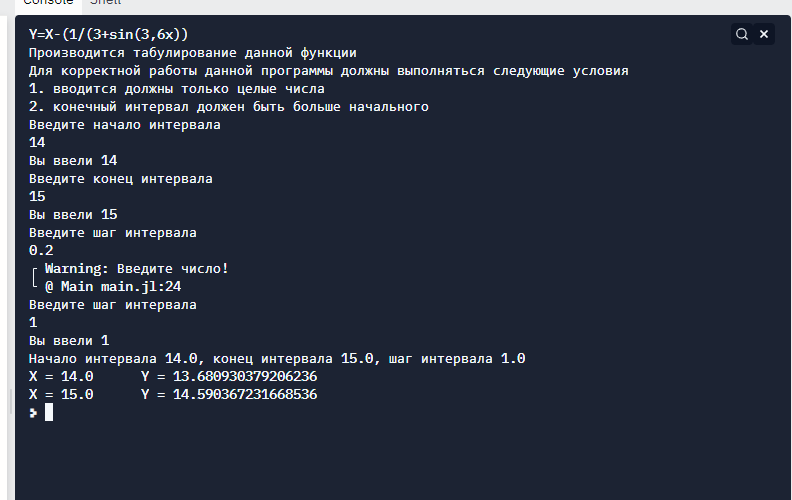 Console Shell
Y=X-(1/(3+sin(3,6x))
Производится табулирование данной функции
Для корректной работы данной программы должны выполняться следующие условия
1. вводится должны только целые числа
2. конечный интервал должен быть больше начального
Введите начало интервала
14
Вы ввели 14
Введите конец интервала
15
Вы ввели 15
Введите шаг интервала
0.2
Warning: Введите число!
@ Main main.jl:24
Введите шаг интервала
1
Вы ввели 1
Начало интервала 14.0, конец интервала 15.0, шаг интервала 1.0
X = 14.0      Y = 13.680930379206236
X = 15.0      Y = 14.590367231668536